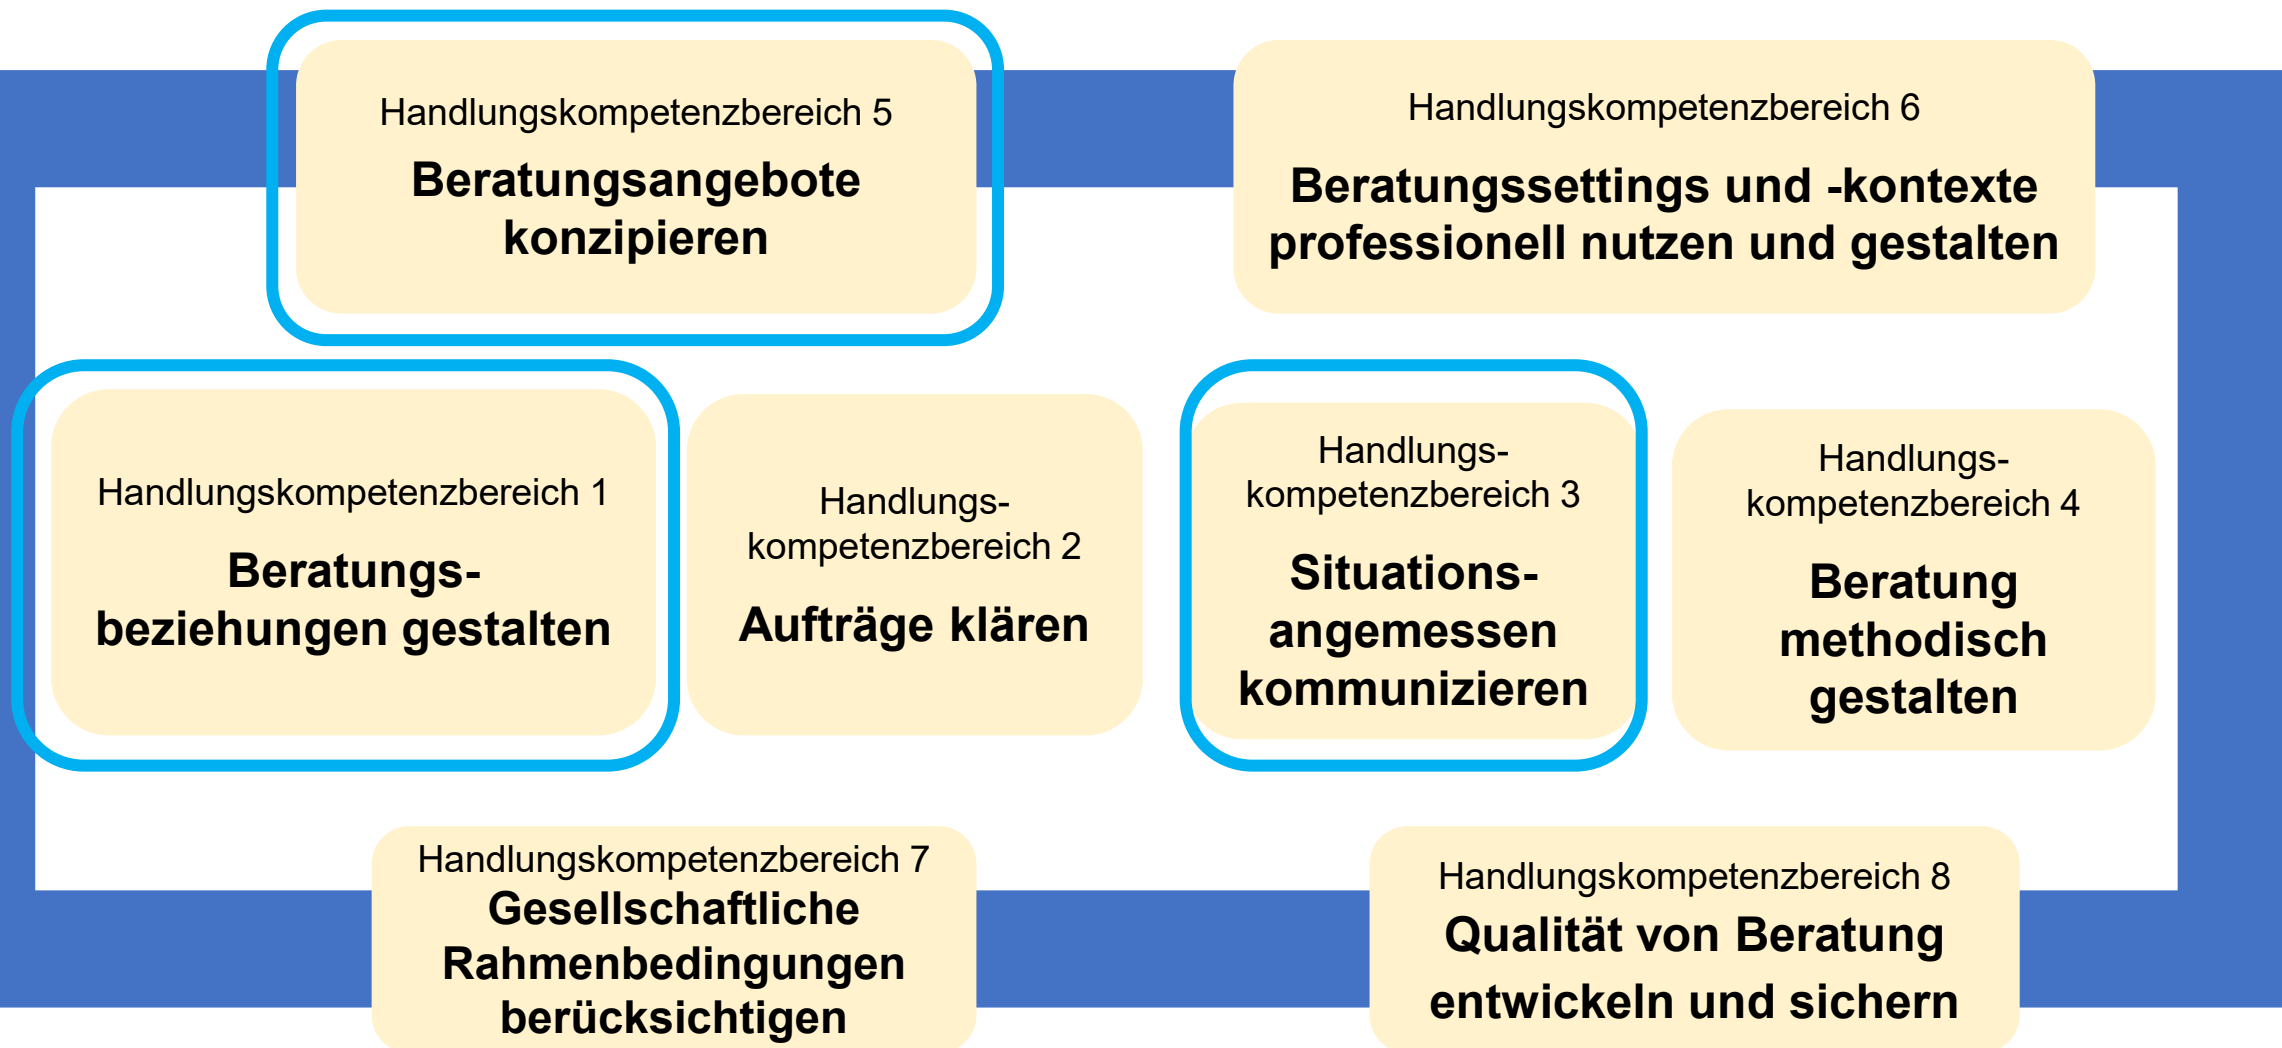 Handlungskompetenzbereich 5
Beratungsangebote
konzipieren
Handlungskompetenzbereich 6
Beratungssettings und -kontexte
professionell nutzen und gestalten
Handlungskompetenzbereich 1
Beratungs-
beziehungen gestalten
Handlungs-
kompetenzbereich 2
Aufträge klären
Handlungs-
kompetenzbereich 3
Situations-
angemessen
kommunizieren
Handlungs-
kompetenzbereich 4
Beratung
methodisch
gestalten
Handlungskompetenzbereich 7
Gesellschaftliche
Rahmenbedingungen
berücksichtigen
Handlungskompetenzbereich 8
Qualität von Beratung
entwickeln und sichern